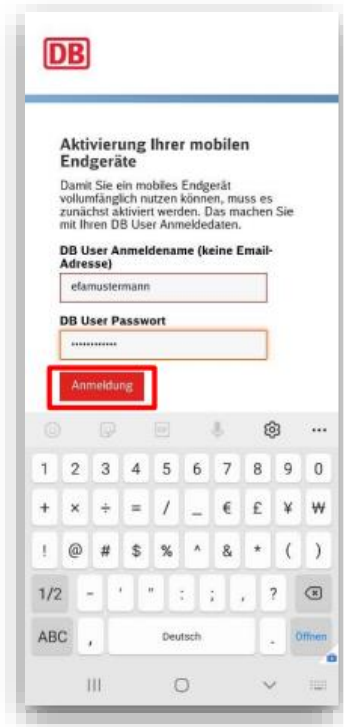 DB
Aktivierung Ihrer mobilen
Endgeräte
Damit Sie ein mobiles Endgerät
vollumfänglich nutzen können, muss es
zunächst aktiviert werden. Das machen Sie
mit Ihren DB User Anmeldedaten.
DB User Anmeldename (keine Email-
Adresse)
efamustermann
DB User Passwort
••••••••••••
Anmeldung
GIF
1 2 3 4 5 6 7 8 9 0
+ × ÷ = / _ € £ ¥ ₩
! @ # $ % ^ & * ( )
1/2 - ' " : ; , ?
ABC , Deutsch . Öffnen